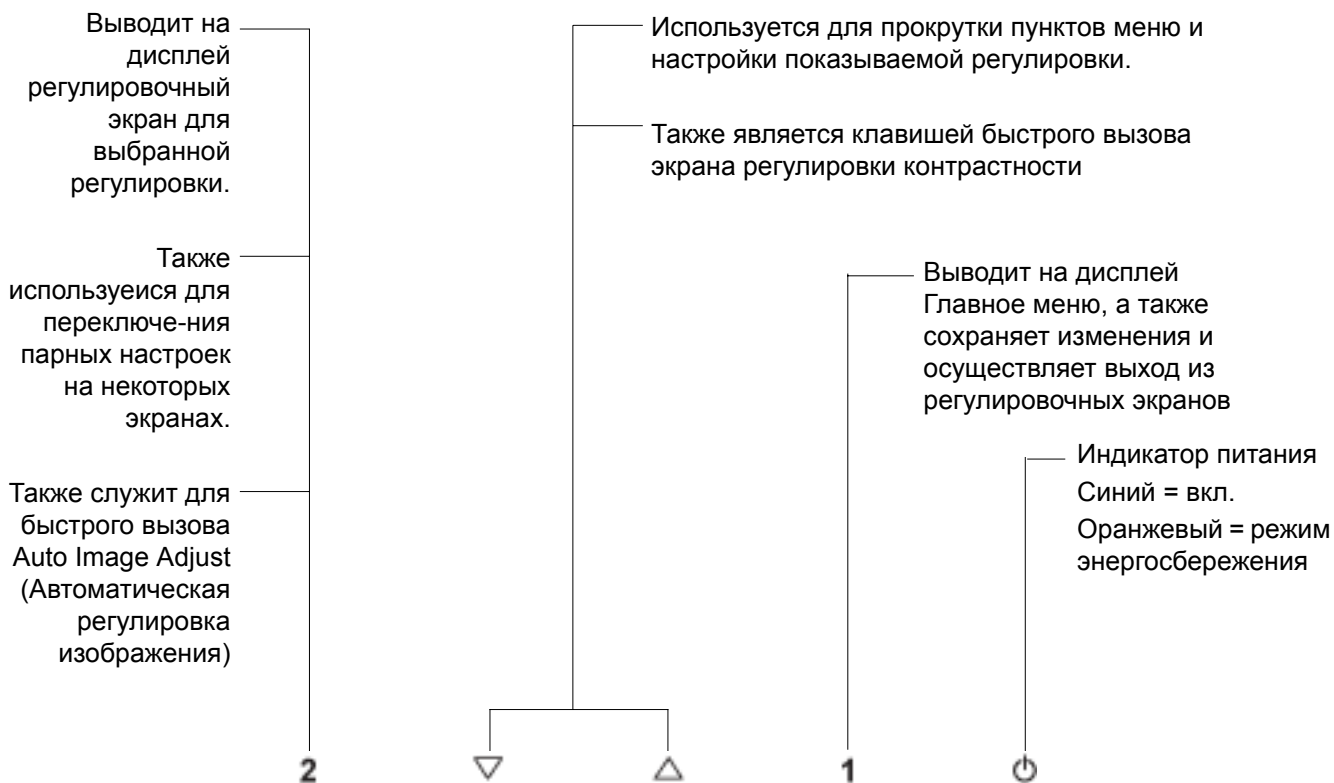 Выводит на
дисплей
регулировочный
экран для
выбранной
регулировки.
Также
используеися для
переключе-ния
парных настроек
на некоторых
экранах.
Также служит для
быстрого вызова
Auto Image Adjust
(Автоматическая
регулировка
изображения)
Используется для прокрутки пунктов меню и
настройки показываемой регулировки.
Также является клавишей быстрого вызова
экрана регулировки контрастности
Выводит на дисплей
Главное меню, а также
сохраняет изменения и
осуществляет выход из
регулировочных экранов
Индикатор питания
Синий = вкл.
Оранжевый = режим
энергосбережения
2 ▽ △ 1 ⏻